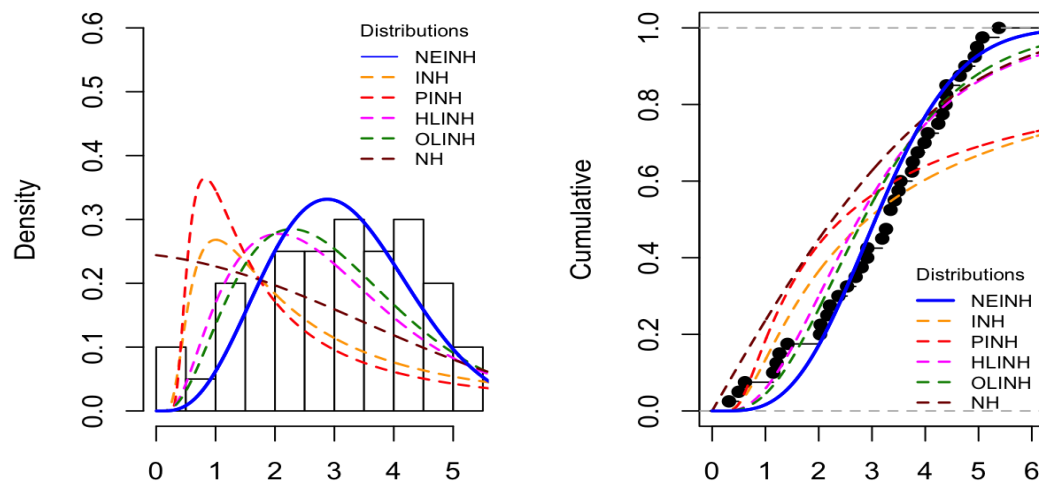 Density
0.0 0.1 0.2 0.3 0.4 0.5 0.6
Distributions
NEINH
INH
PINH
HLINH
OLINH
NH
0 1 2 3 4 5
Cumulative
0.0 0.2 0.4 0.6 0.8 1.0
Distributions
NEINH
INH
PINH
HLINH
OLINH
NH
0 1 2 3 4 5 6